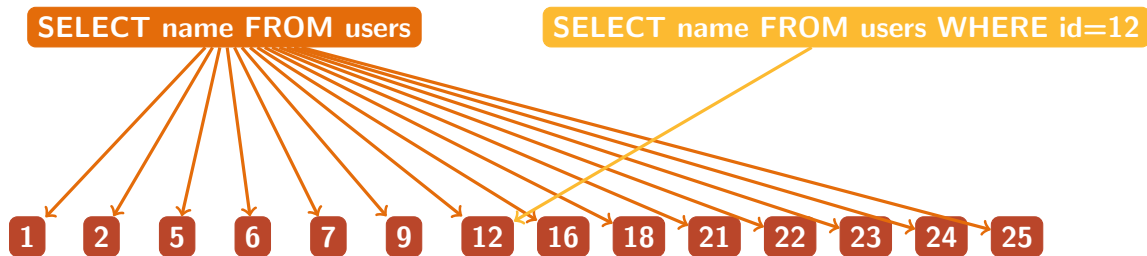 SELECT name FROM users SELECT name FROM users WHERE id=12
1 2 5 6 7 9 12 16 18 21 22 23 24 25